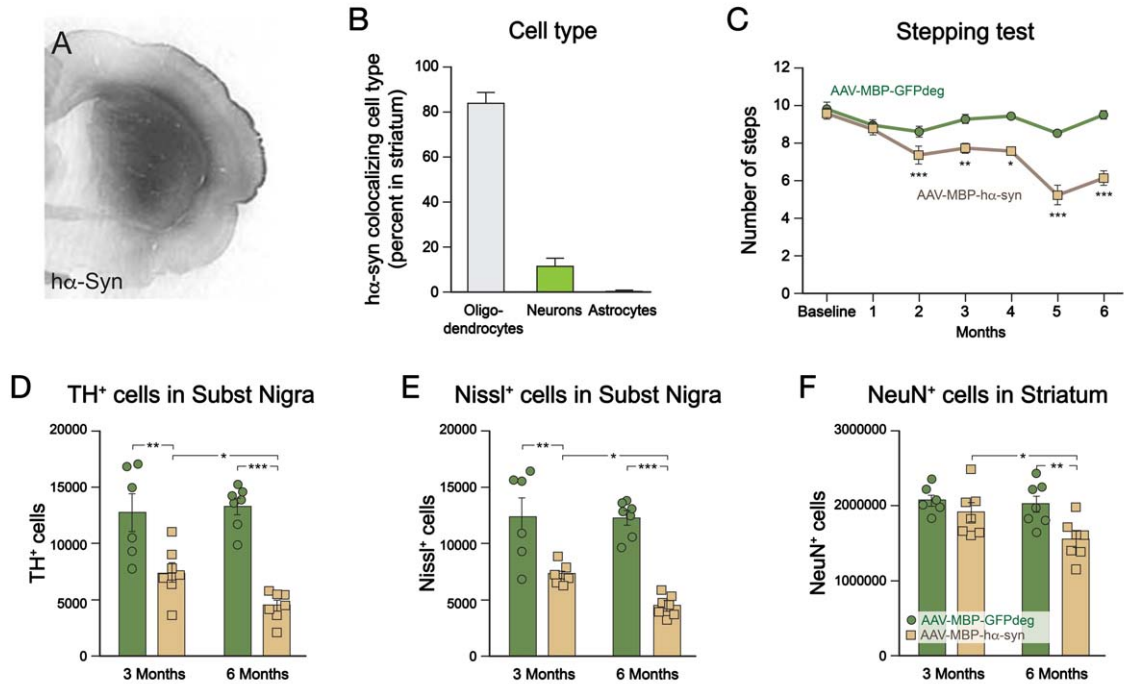 A
hα-Syn
B
Cell type
hα-syn colocalizing cell type
(percent in striatum)
100
80
60
40
20
0
Oligo-
dendrocytes
Neurons
Astrocytes
C
Stepping test
Number of steps
12
10
8
6
4
2
0
AAV-MBP-GFPdeg
AAV-MBP-hα-syn
***
**
*
***
***
Baseline 1 2 3 4 5 6
Months
D
TH⁺ cells in Subst Nigra
TH⁺ cells
20000
15000
10000
5000
0
**
*
***
3 Months
6 Months
E
Nissl⁺ cells in Subst Nigra
Nissl⁺ cells
20000
15000
10000
5000
0
**
*
***
3 Months
6 Months
F
NeuN⁺ cells in Striatum
NeuN⁺ cells
3000000
2000000
1000000
0
*
**
AAV-MBP-GFPdeg
AAV-MBP-hα-syn
3 Months
6 Months